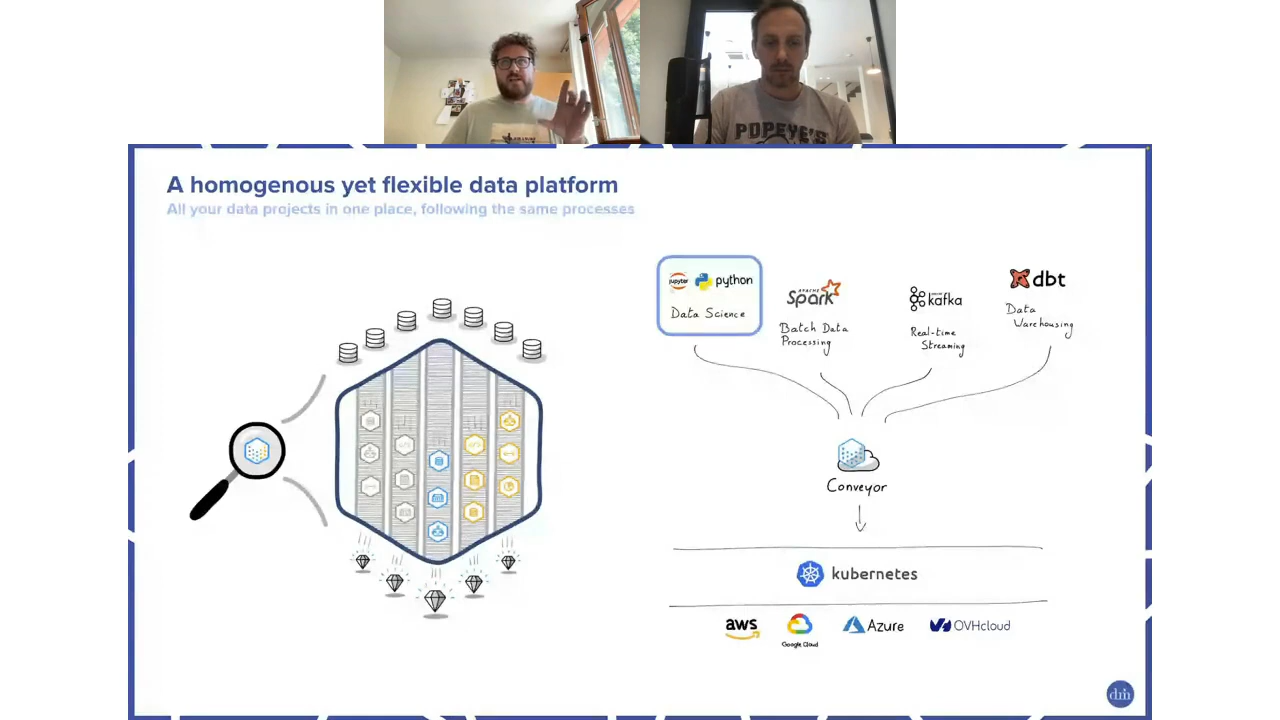 POPEYE'S
A homogenous yet flexible data platform
All your data projects in one place, following the same processes
jupyter
python
Data Science
APACHE
Spark
Batch Data
Processing
kafka
Real-time
Streaming
dbt
Data
Warehousing
Conveyor
kubernetes
aws
Google Cloud
Azure
OVHcloud
dm